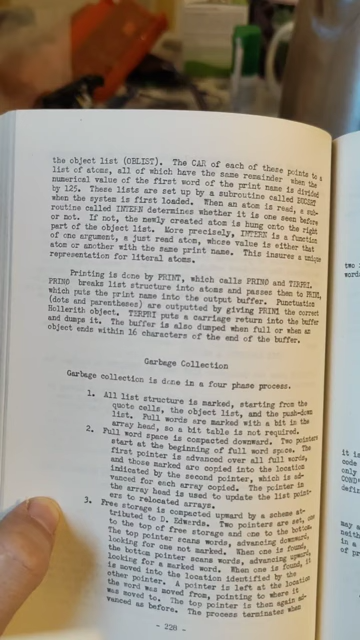 the object list (OBLIST). The CAR of each of these points to a
list of atoms, all of which have the same remainder when the
numerical value of the first word of the print name is divided
by 125. These lists are set up by a subroutine called BUCSRT
when the system is first loaded. When an atom is read, a sub-
routine called INTERN determines whether it is one seen before
or not. If not, the newly created atom is hung onto the right
part of the object list. More precisely, INTERN is a function
of one argument, a just read atom, whose value is either that
atom or another with the same print name. This insures a unique
representation for literal atoms.
Printing is done by PRINT, which calls PRIN0 and TERPRI.
PRIN0 breaks list structure into atoms and passes them to PRIN1,
which puts the print name into the output buffer. Punctuation
(dots and parentheses) are outputted by giving PRIN1 the correct
Hollerith object. TERPRI puts a carriage return into the buffer
and dumps it. The buffer is also dumped when full or when an
object ends within 16 characters of the end of the buffer.
Garbage Collection
Garbage collection is done in a four phase process.
1. All list structure is marked, starting from the
quote cells, the object list, and the push-down
list. Full words are marked with a bit in the
array head, so a bit table is not required.
2. Full word space is compacted downward. Two pointers
start at the beginning of full word space. The
first pointer is advanced over all full words,
and those marked are copied into the location
indicated by the second pointer, which is ad-
vanced for each array copied. The pointer in
the array head is used to update the list point-
ers to relocated arrays.
3. Free storage is compacted upward by a scheme at-
tributed to D. Edwards. Two pointers are set, one
to the top of free storage and one to the bottom.
The top pointer scans words, advancing downward,
looking for one not marked. When one is found,
the bottom pointer scans words, advancing upward,
looking for a marked word. When one is found, it
is moved into the location identified by the
other pointer. A pointer is left at the location
the word was moved from, pointing to where it
was moved to. The top pointer is then again ad-
vanced as before. The process terminates when
- 228 -
two
words
it is
code
only
COND
defin
may
neith
in a
of pr